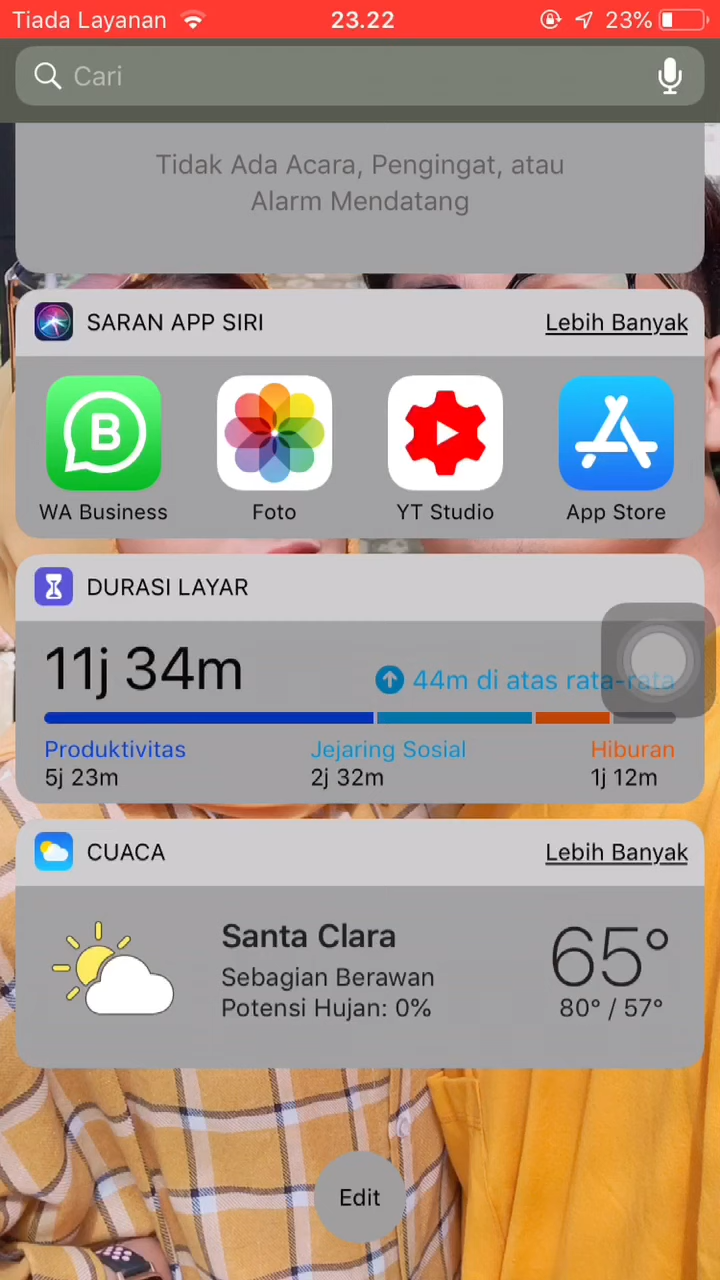 Tiada Layanan 23.22 23%
Cari
Tidak Ada Acara, Pengingat, atau
Alarm Mendatang
SARAN APP SIRI Lebih Banyak
B
WA Business Foto YT Studio App Store
DURASI LAYAR
11j 34m 44m di atas rata-rata
Produktivitas Jejaring Sosial Hiburan
5j 23m 2j 32m 1j 12m
CUACA Lebih Banyak
Santa Clara 65°
Sebagian Berawan
Potensi Hujan: 0% 80° / 57°
Edit